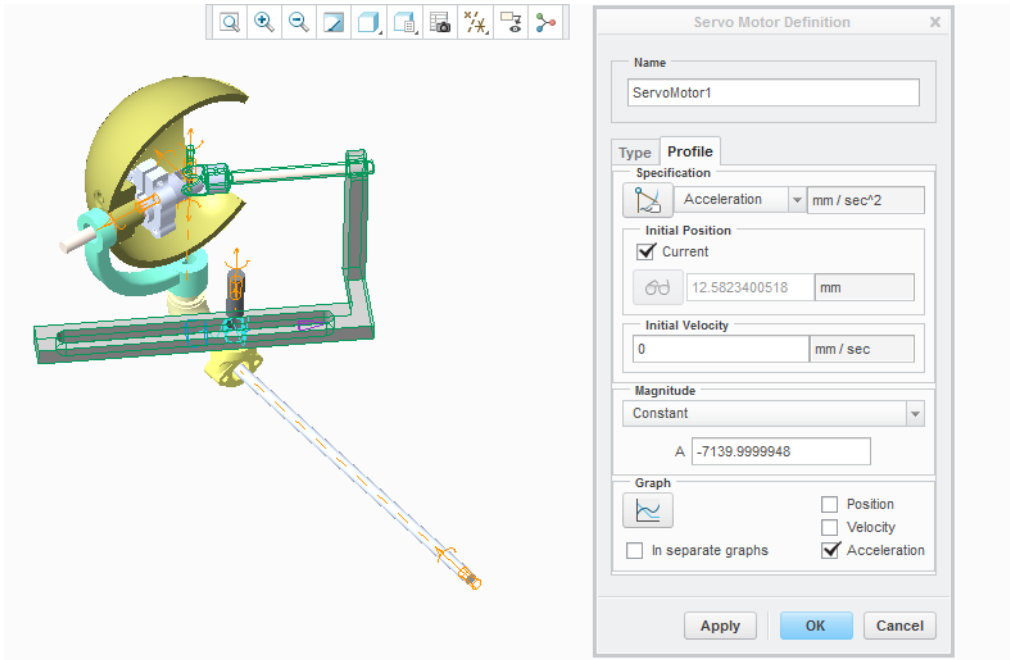 Servo Motor Definition
Name
ServoMotor1
Type Profile
Specification
Acceleration mm / sec^2
Initial Position
Current
12.5823400518 mm
Initial Velocity
0 mm / sec
Magnitude
Constant
A -7139.9999948
Graph
Position
Velocity
In separate graphs Acceleration
Apply OK Cancel